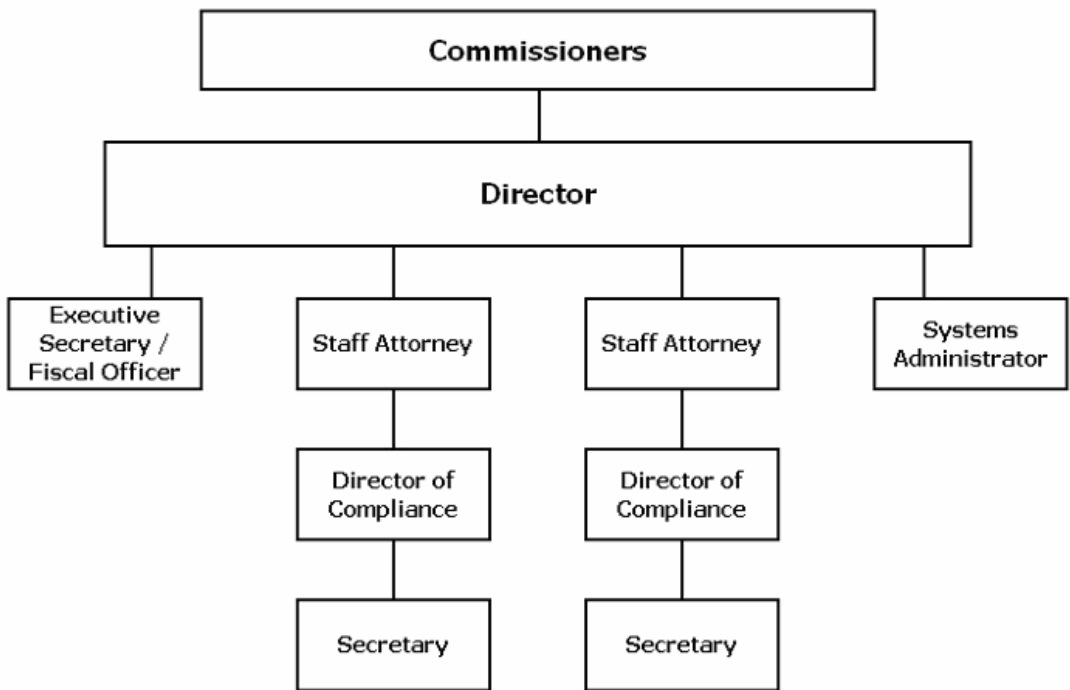 Commissioners
Director
Executive
Secretary /
Fiscal Officer
Staff Attorney
Staff Attorney
Systems
Administrator
Director of
Compliance
Director of
Compliance
Secretary
Secretary